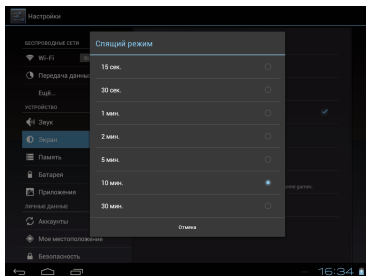 Настройки
БЕСПРОВОДНЫЕ СЕТИ
Wi-Fi
Передача данны
Ещё...
УСТРОЙСТВО
Звук
Экран
Память
Батарея
Приложения
ЛИЧНЫЕ ДАННЫЕ
Аккаунты
Мое местоположение
Безопасность
Спящий режим
15 сек.
30 сек.
1 мин.
2 мин.
5 мин.
10 мин.
30 мин.
Отмена
16:34